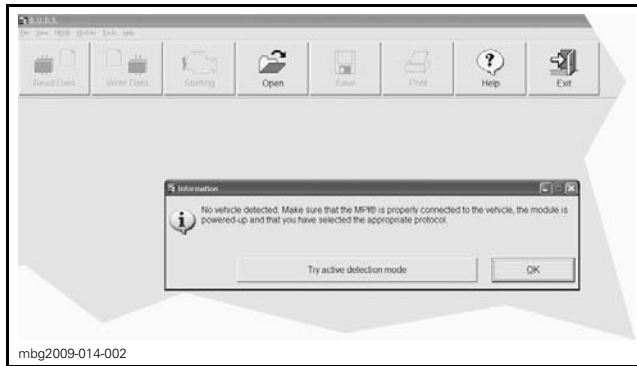 B.U.D.S.
Read Data Write Data Starting Open Save Print Help Exit
Information
No vehicle detected. Make sure that the MPI® is properly connected to the vehicle, the module is
powered-up and that you have selected the appropriate protocol.
Try active detection mode OK
mbg2009-014-002